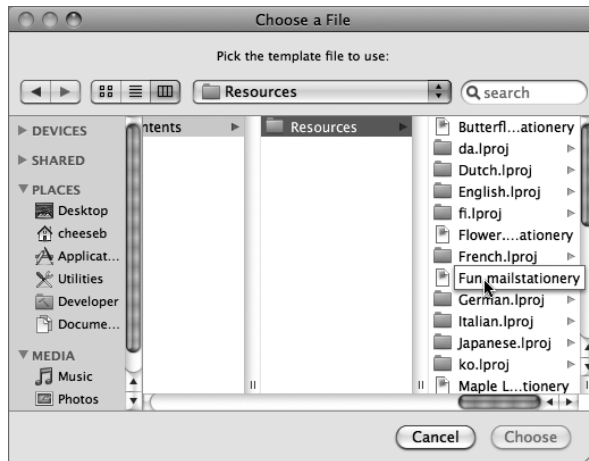 Choose a File
Pick the template file to use:
Resources
search
DEVICES
SHARED
PLACES
Desktop
cheeseb
Applicat...
Utilities
Developer
Docume...
MEDIA
Music
Photos
ntents
Resources
Butterfl...ationery
da.lproj
Dutch.lproj
English.lproj
fi.lproj
Flower....ationery
French.lproj
Fun.mailstationery
German.lproj
Italian.lproj
Japanese.lproj
ko.lproj
Maple L...tionery
Cancel
Choose